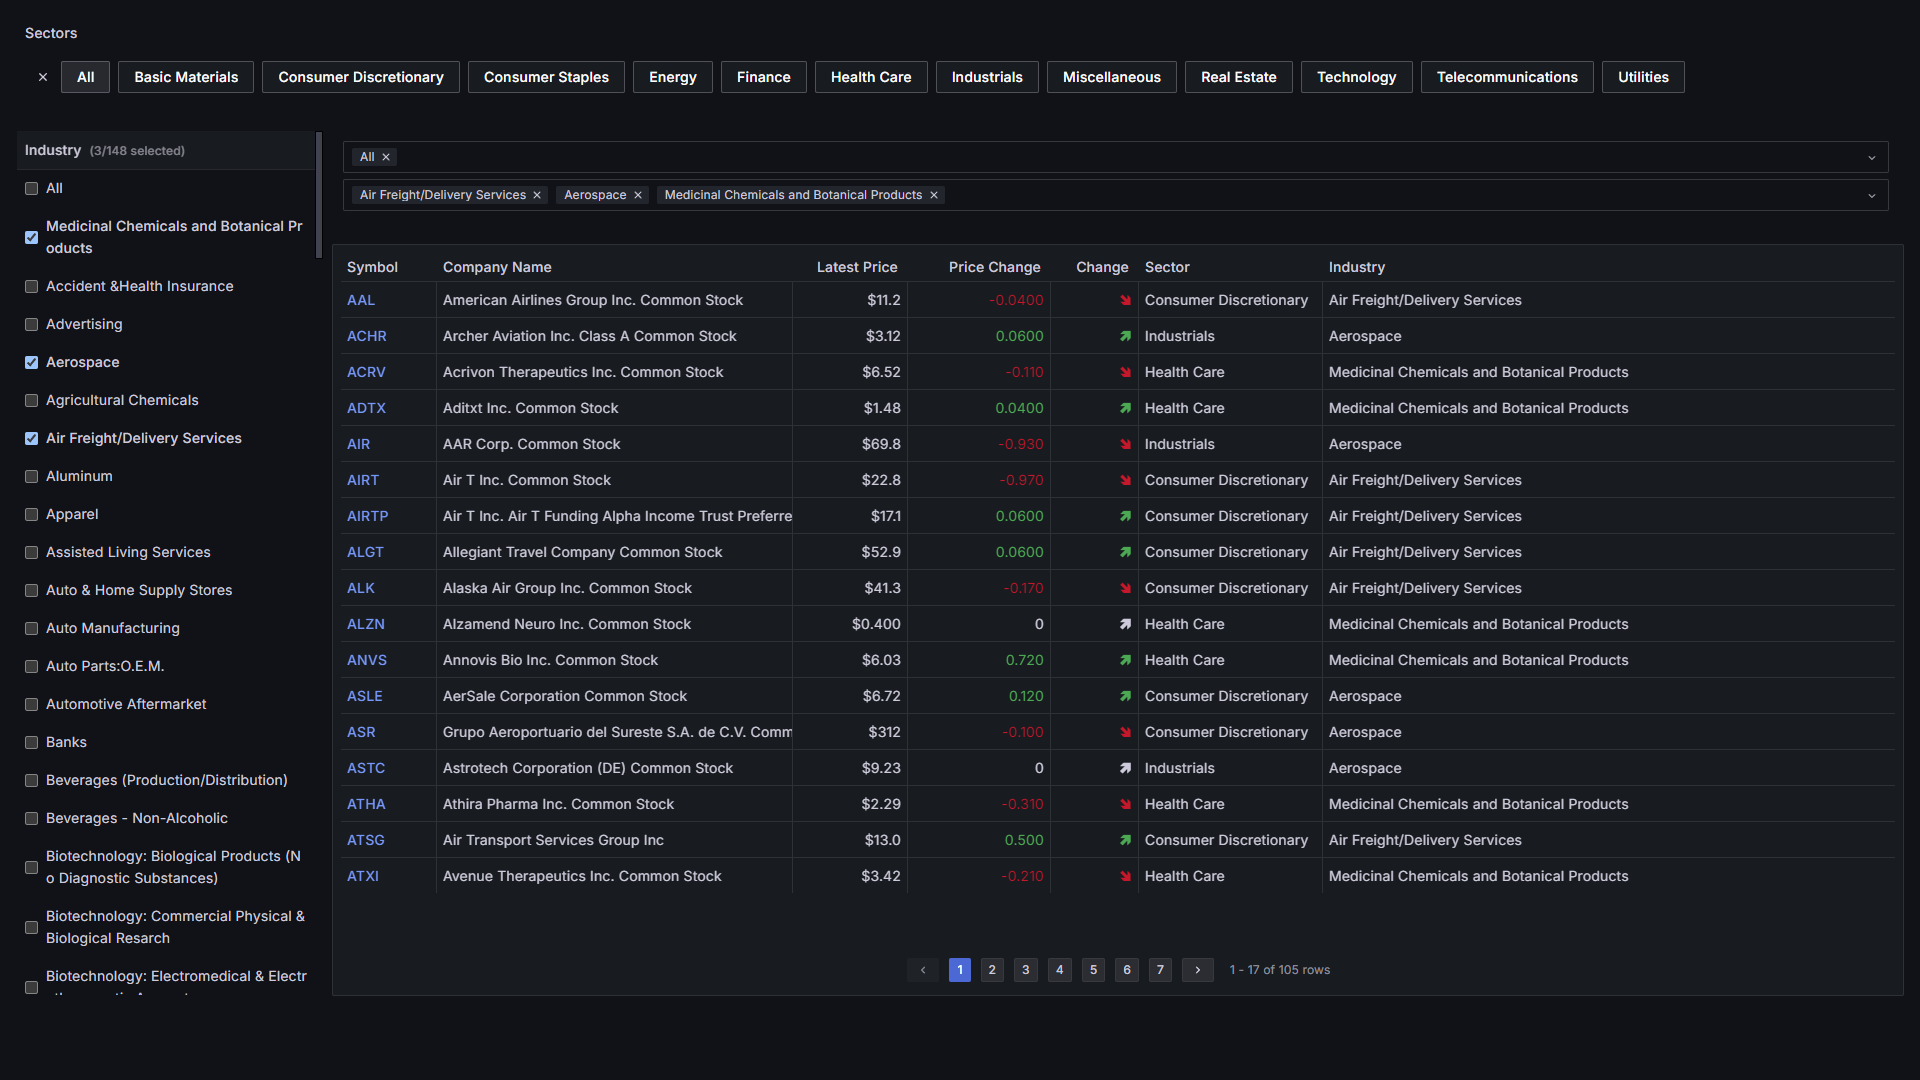 Sectors
All Basic Materials Consumer Discretionary Consumer Staples Energy Finance Health Care Industrials Miscellaneous Real Estate Technology Telecommunications Utilities
Industry (3/148 selected)
All
Medicinal Chemicals and Botanical Pr
oducts
Accident &Health Insurance
Advertising
Aerospace
Agricultural Chemicals
Air Freight/Delivery Services
Aluminum
Apparel
Assisted Living Services
Auto & Home Supply Stores
Auto Manufacturing
Auto Parts:O.E.M.
Automotive Aftermarket
Banks
Beverages (Production/Distribution)
Beverages - Non-Alcoholic
Biotechnology: Biological Products (N
o Diagnostic Substances)
Biotechnology: Commercial Physical &
Biological Resarch
Biotechnology: Electromedical & Electr
All
Air Freight/Delivery Services Aerospace Medicinal Chemicals and Botanical Products
Symbol Company Name Latest Price Price Change Change Sector Industry
AAL American Airlines Group Inc. Common Stock $11.2 -0.0400 Consumer Discretionary Air Freight/Delivery Services
ACHR Archer Aviation Inc. Class A Common Stock $3.12 0.0600 Industrials Aerospace
ACRV Acrivon Therapeutics Inc. Common Stock $6.52 -0.110 Health Care Medicinal Chemicals and Botanical Products
ADTX Aditxt Inc. Common Stock $1.48 0.0400 Health Care Medicinal Chemicals and Botanical Products
AIR AAR Corp. Common Stock $69.8 -0.930 Industrials Aerospace
AIRT Air T Inc. Common Stock $22.8 -0.970 Consumer Discretionary Air Freight/Delivery Services
AIRTP Air T Inc. Air T Funding Alpha Income Trust Preferre $17.1 0.0600 Consumer Discretionary Air Freight/Delivery Services
ALGT Allegiant Travel Company Common Stock $52.9 0.0600 Consumer Discretionary Air Freight/Delivery Services
ALK Alaska Air Group Inc. Common Stock $41.3 -0.170 Consumer Discretionary Air Freight/Delivery Services
ALZN Alzamend Neuro Inc. Common Stock $0.400 0 Health Care Medicinal Chemicals and Botanical Products
ANVS Annovis Bio Inc. Common Stock $6.03 0.720 Health Care Medicinal Chemicals and Botanical Products
ASLE AerSale Corporation Common Stock $6.72 0.120 Consumer Discretionary Aerospace
ASR Grupo Aeroportuario del Sureste S.A. de C.V. Comm $312 -0.100 Consumer Discretionary Aerospace
ASTC Astrotech Corporation (DE) Common Stock $9.23 0 Industrials Aerospace
ATHA Athira Pharma Inc. Common Stock $2.29 -0.310 Health Care Medicinal Chemicals and Botanical Products
ATSG Air Transport Services Group Inc $13.0 0.500 Consumer Discretionary Air Freight/Delivery Services
ATXI Avenue Therapeutics Inc. Common Stock $3.42 -0.210 Health Care Medicinal Chemicals and Botanical Products
1 2 3 4 5 6 7 1 - 17 of 105 rows